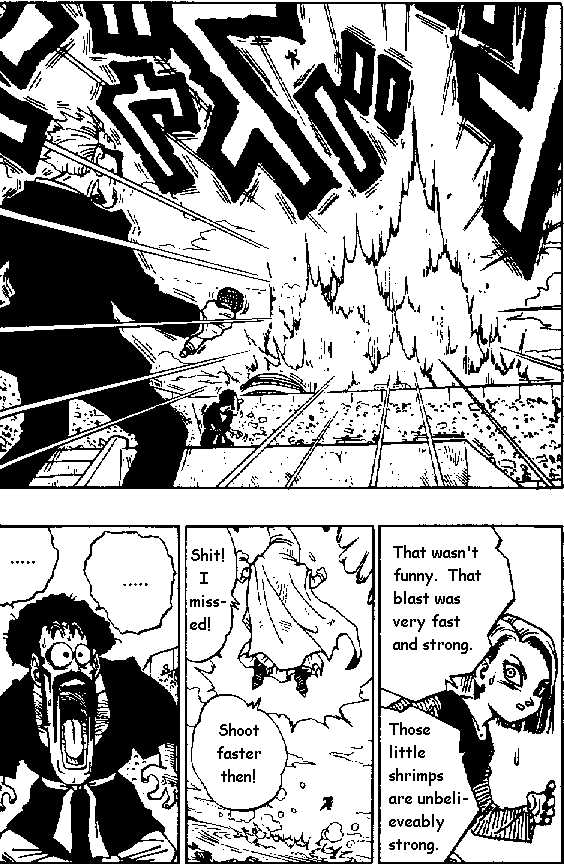 That wasn't
funny. That
blast was
very fast
and strong.
Those
little
shrimps
are unbeli-
eveably
strong.
Shit!
I
miss-
ed!
Shoot
faster
then!
.....
.....